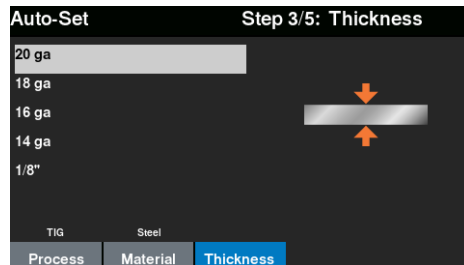 Auto-Set Step 3/5: Thickness
20 ga
18 ga
16 ga
14 ga
1/8"
TIG Steel
Process Material Thickness